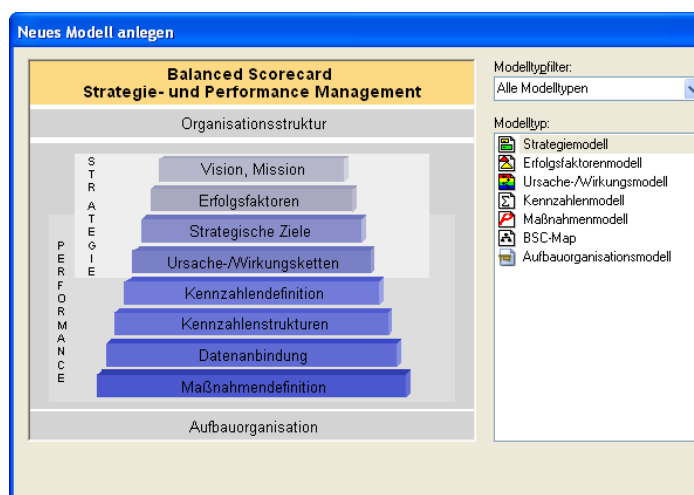 Neues Modell anlegen
Balanced Scorecard
Strategie- und Performance Management
Organisationsstruktur
STRATEGIE
PERFORMANCE
Vision, Mission
Erfolgsfaktoren
Strategische Ziele
Ursache-/Wirkungsketten
Kennzahlendefinition
Kennzahlenstrukturen
Datenanbindung
Maßnahmendefinition
Aufbauorganisation
Modelltypfilter:
Alle Modelltypen
Modelltyp:
Strategiemodell
Erfolgsfaktorenmodell
Ursache-/Wirkungsmodell
Kennzahlenmodell
Maßnahmenmodell
BSC-Map
Aufbauorganisationsmodell